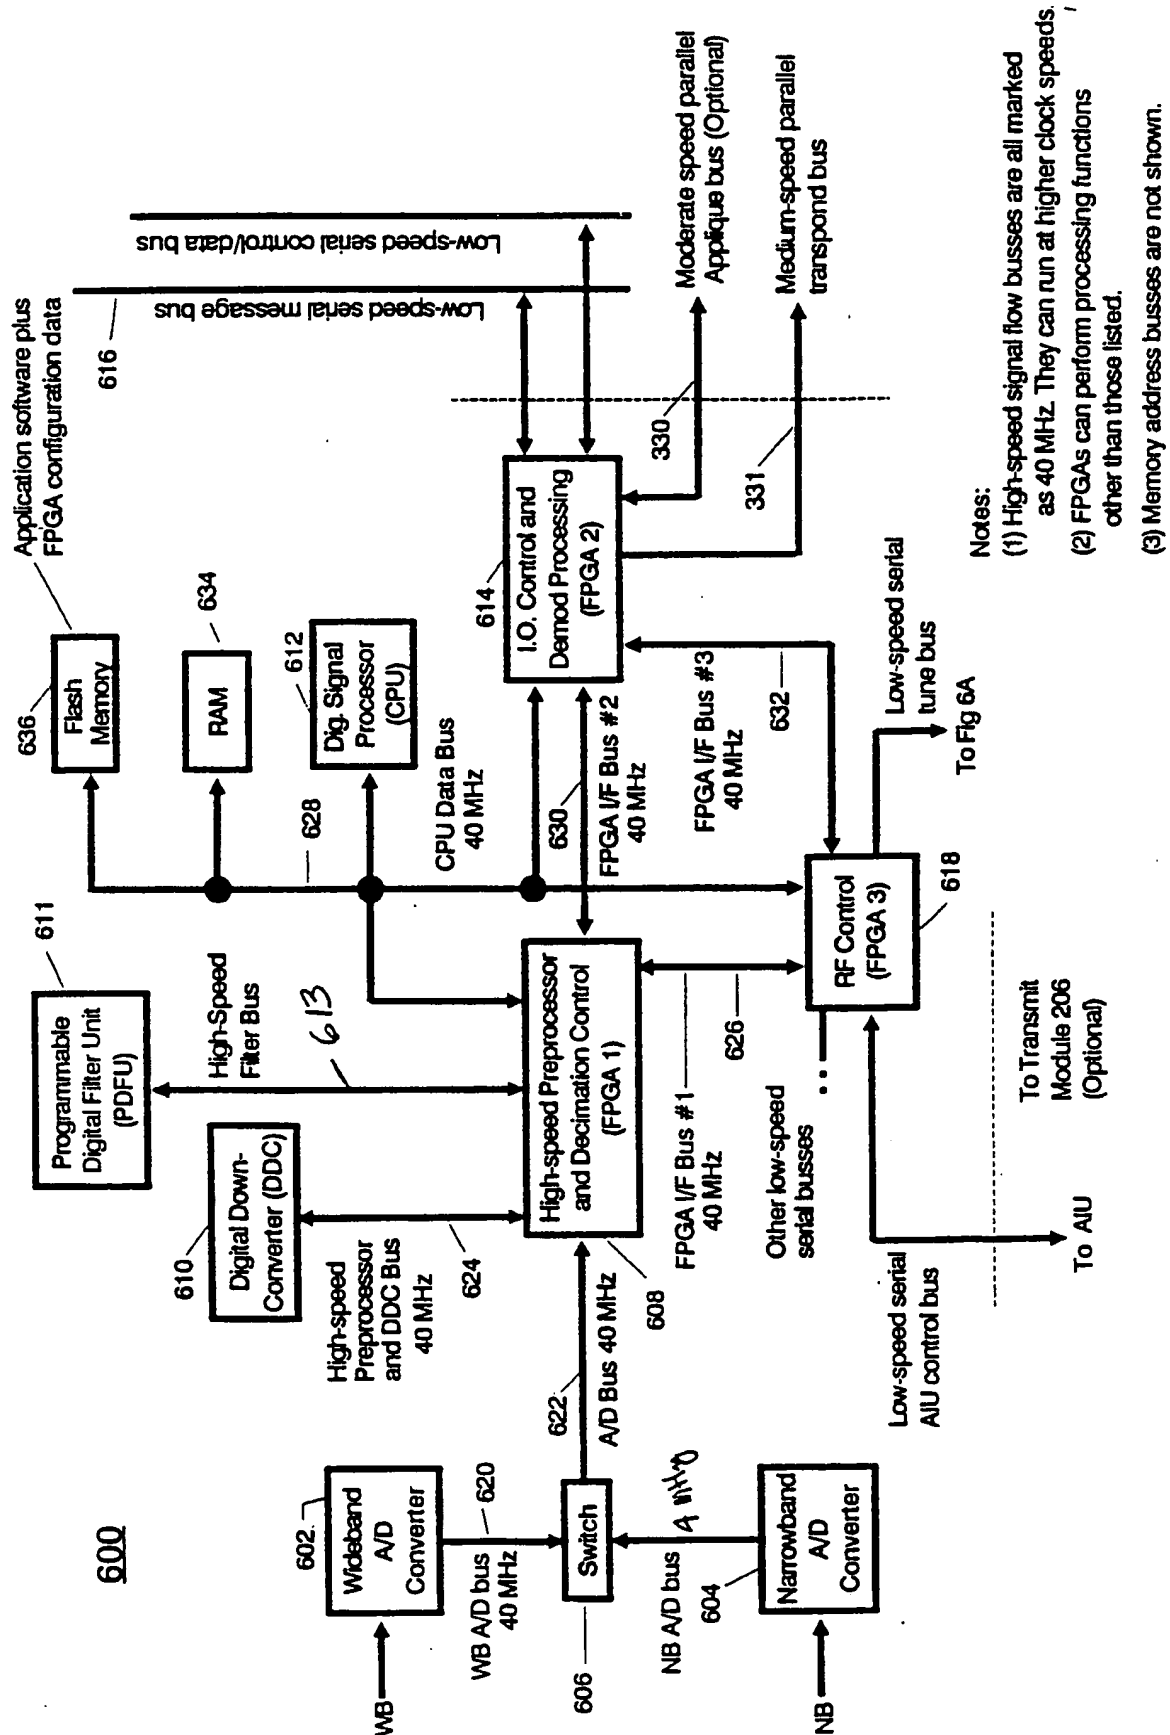 600
WB
602
Wideband
A/D
Converter
620
WB A/D bus
40 MHz
606
Switch
NB A/D bus
604
NB
Narrowband
A/D
Converter
622
A/D Bus 40 MHz
610
Digital Down-
Converter (DDC)
High-speed
Preprocessor
and DDC Bus
40 MHz
624
611
Programmable
Digital Filter Unit
(PDFU)
High-Speed
Filter Bus
613
High-speed Preprocessor
and Decimation Control
(FPGA 1)
608
FPGA I/F Bus #1
40 MHz
626
Other low-speed
serial busses
Low-speed serial
AIU control bus
To AIU
To Transmit
Module 206
(Optional)
RF Control
(FPGA 3)
618
Low-speed serial
tune bus
To Fig 6A
636
Flash
Memory
Application software plus
FPGA configuration data
RAM
634
628
Dig. Signal
Processor
(CPU)
612
CPU Data Bus
40 MHz
630
FPGA I/F Bus #2
40 MHz
FPGA I/F Bus #3
40 MHz
632
614
I.O. Control and
Demod Processing
(FPGA 2)
616
Low-speed serial message bus
Low-speed serial control/data bus
330
Moderate speed parallel
Applique bus (Optional)
331
Medium-speed parallel
transpond bus
Notes:
(1) High-speed signal flow busses are all marked
as 40 MHz. They can run at higher clock speeds.
(2) FPGAs can perform processing functions
other than those listed.
(3) Memory address busses are not shown.